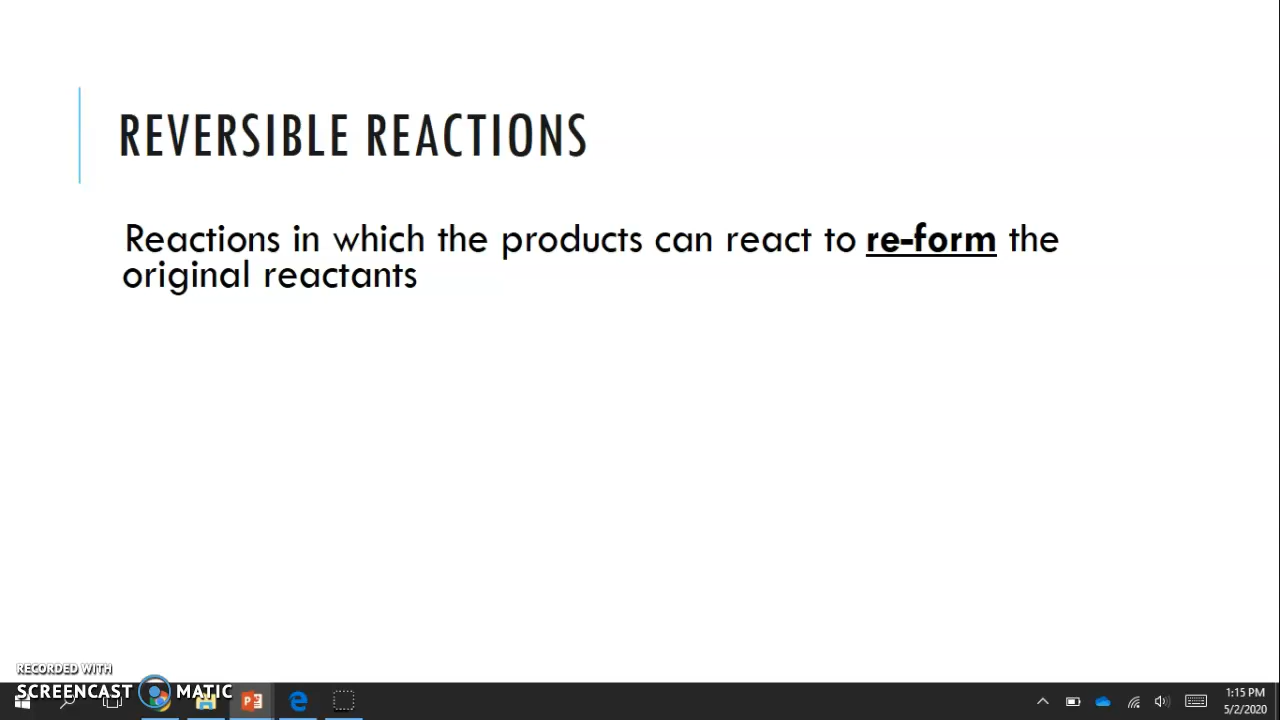 REVERSIBLE REACTIONS
Reactions in which the products can react to re-form the
original reactants
RECORDED WITH
SCREENCAST MATIC
1:15 PM
5/2/2020